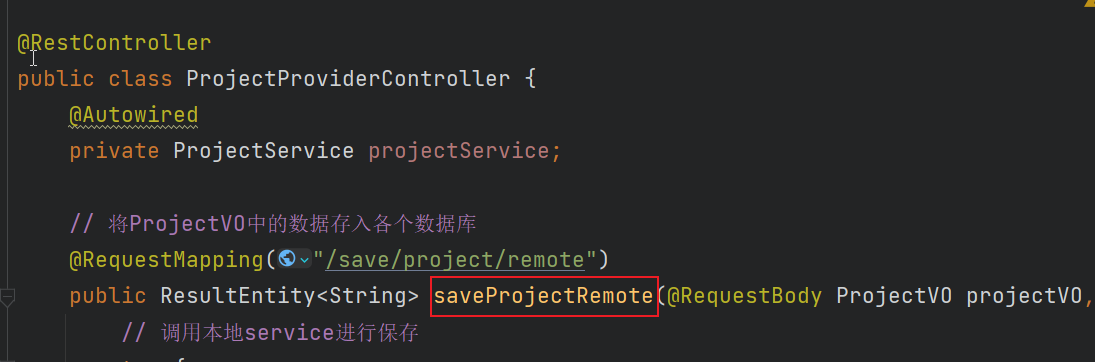 @RestController
public class ProjectProviderController {
@Autowired
private ProjectService projectService;
// 将ProjectVO中的数据存入各个数据库
@RequestMapping("/save/project/remote")
public ResultEntity<String> saveProjectRemote(@RequestBody ProjectVO projectVO,
// 调用本地service进行保存